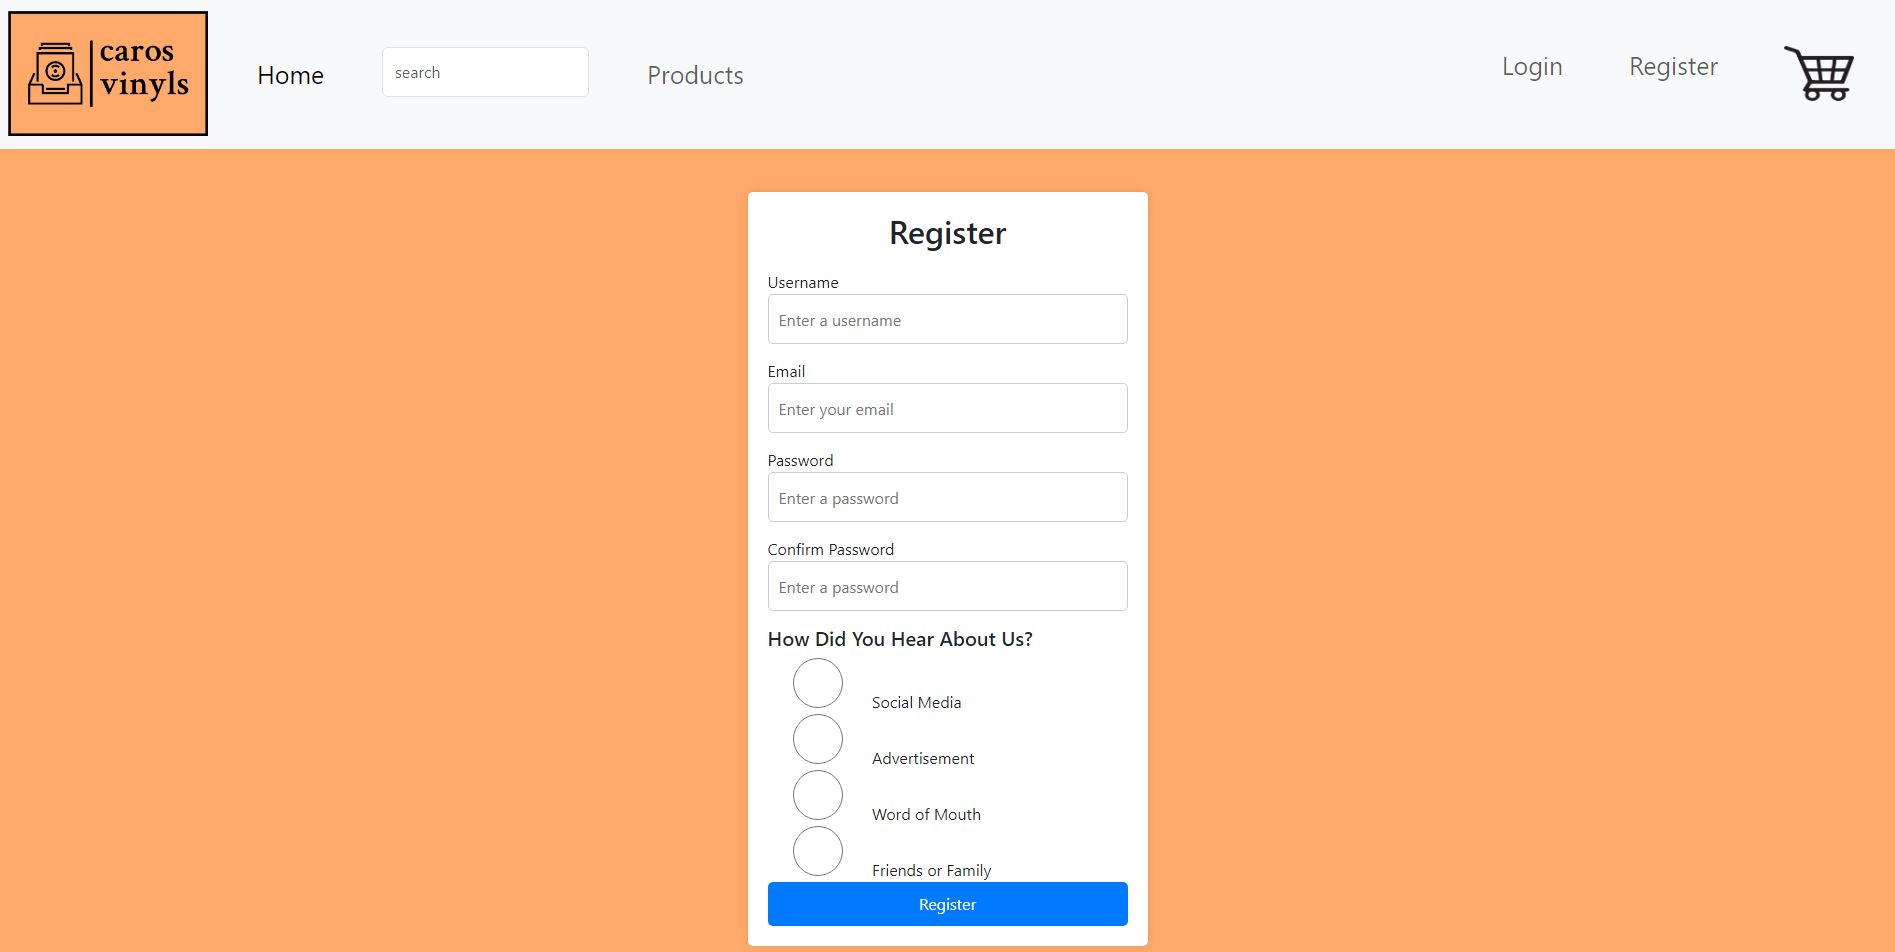 caros
vinyls
Home
search
Products
Login
Register
Register
Username
Enter a username
Email
Enter your email
Password
Enter a password
Confirm Password
Enter a password
How Did You Hear About Us?
Social Media
Advertisement
Word of Mouth
Friends or Family
Register